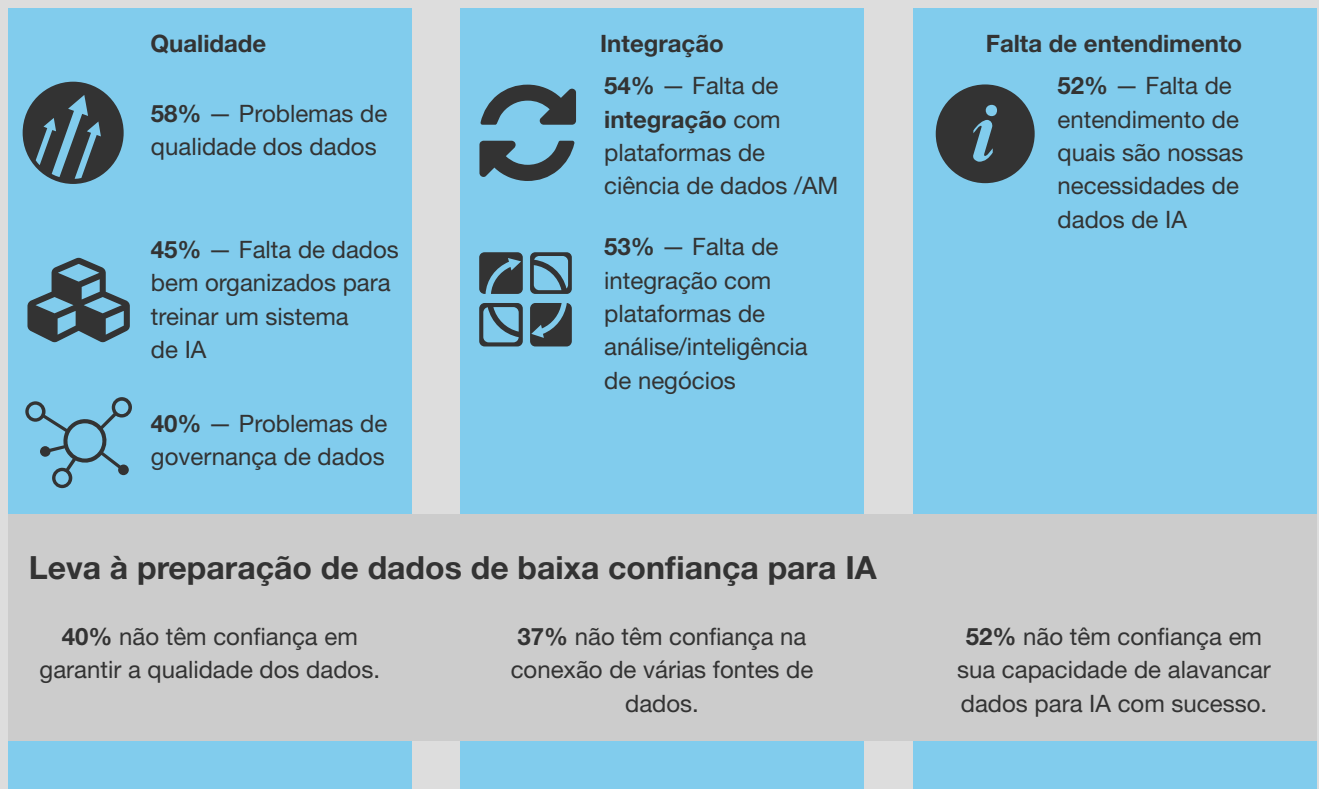 Qualidade
58% — Problemas de
qualidade dos dados
45% — Falta de dados
bem organizados para
treinar um sistema
de IA
40% — Problemas de
governança de dados
Integração
54% — Falta de
integração com
plataformas de
ciência de dados /AM
53% — Falta de
integração com
plataformas de
análise/inteligência
de negócios
Falta de entendimento
52% — Falta de
entendimento de
quais são nossas
necessidades de
dados de IA
Leva à preparação de dados de baixa confiança para IA
40% não têm confiança em
garantir a qualidade dos dados.
37% não têm confiança na
conexão de várias fontes de
dados.
52% não têm confiança em
sua capacidade de alavancar
dados para IA com sucesso.